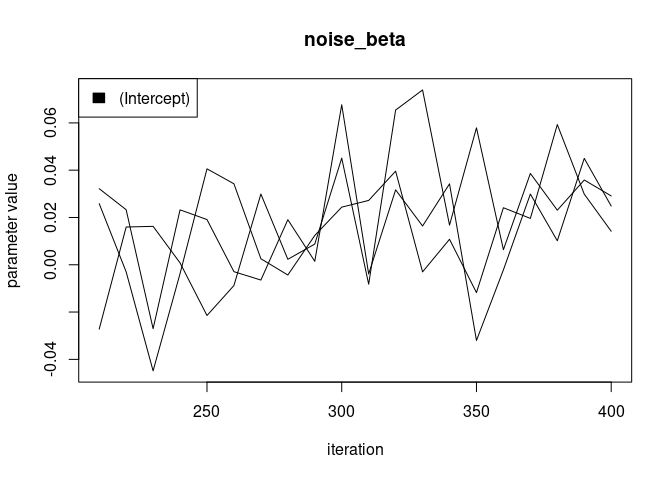 noise_beta
(Intercept)
parameter value
0.06
0.04
0.02
0.00
-0.04
250
300
350
400
iteration